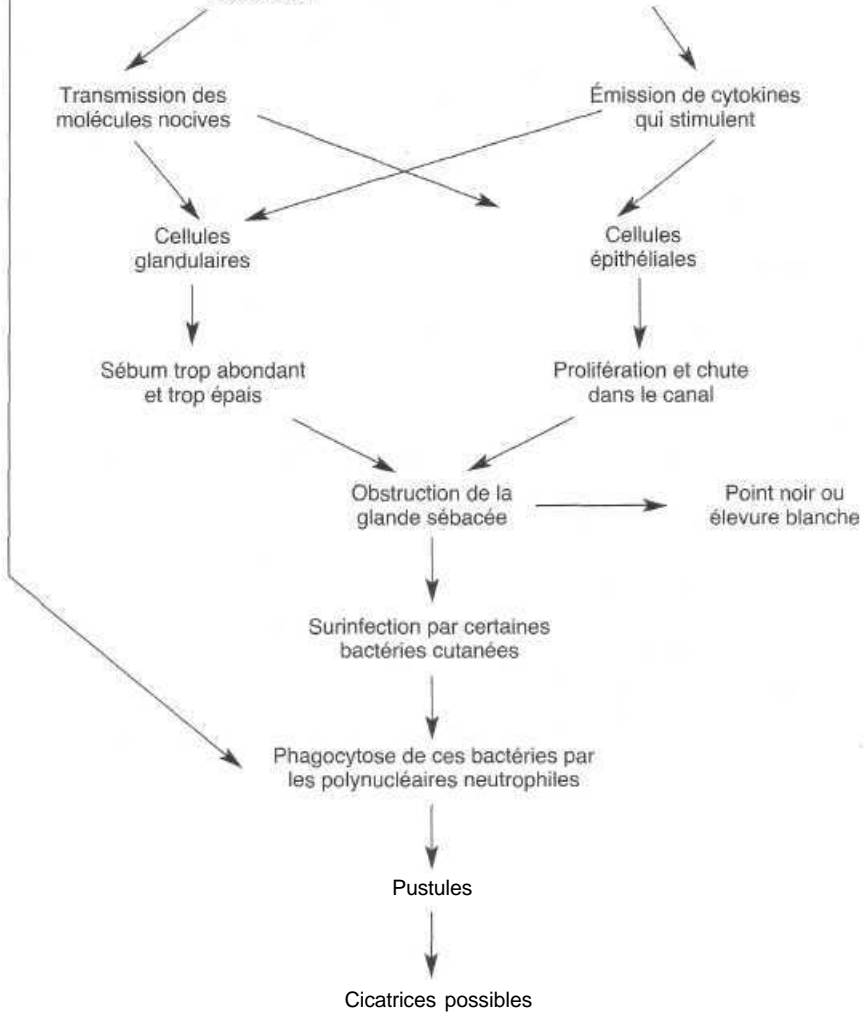 Transmission des
molécules nocives
Émission de cytokines
qui stimulent
Cellules
glandulaires
Cellules
épithéliales
Sébum trop abondant
et trop épais
Prolifération et chute
dans le canal
Obstruction de la
glande sébacée
Point noir ou
élevure blanche
Surinfection par certaines
bactéries cutanées
Phagocytose de ces bactéries par
les polynucléaires neutrophiles
Pustules
Cicatrices possibles